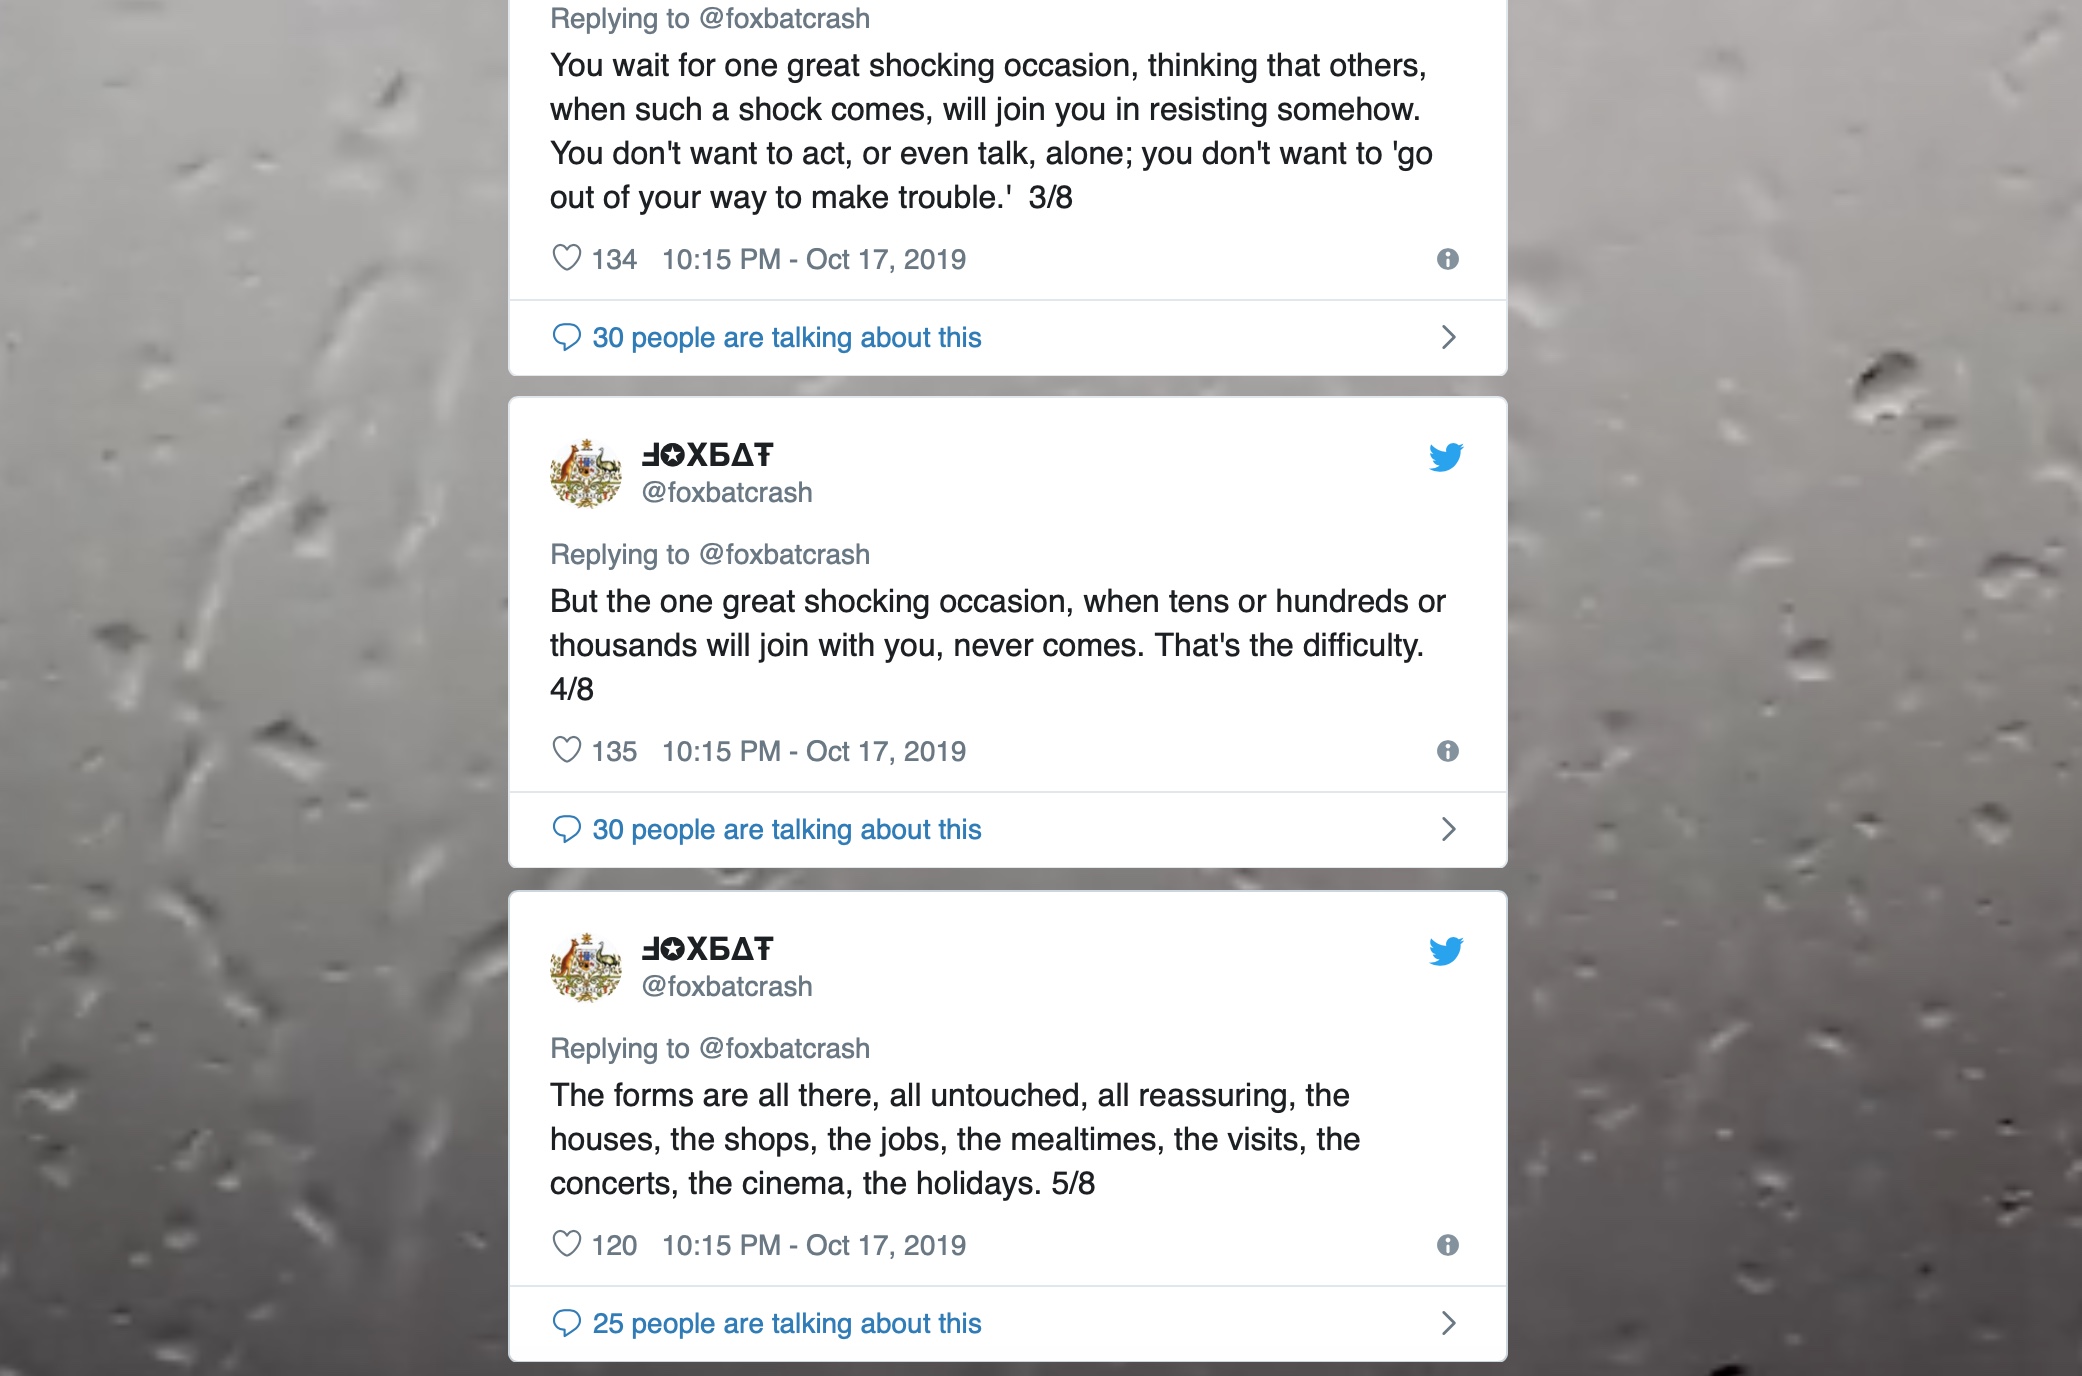 Replying to @foxbatcrash
You wait for one great shocking occasion, thinking that others,
when such a shock comes, will join you in resisting somehow.
You don't want to act, or even talk, alone; you don't want to 'go
out of your way to make trouble.'  3/8
134 10:15 PM - Oct 17, 2019
30 people are talking about this
Ⅎ✪XБΔŦ
@foxbatcrash
Replying to @foxbatcrash
But the one great shocking occasion, when tens or hundreds or
thousands will join with you, never comes. That's the difficulty.
4/8
135 10:15 PM - Oct 17, 2019
30 people are talking about this
Ⅎ✪XБΔŦ
@foxbatcrash
Replying to @foxbatcrash
The forms are all there, all untouched, all reassuring, the
houses, the shops, the jobs, the mealtimes, the visits, the
concerts, the cinema, the holidays. 5/8
120 10:15 PM - Oct 17, 2019
25 people are talking about this